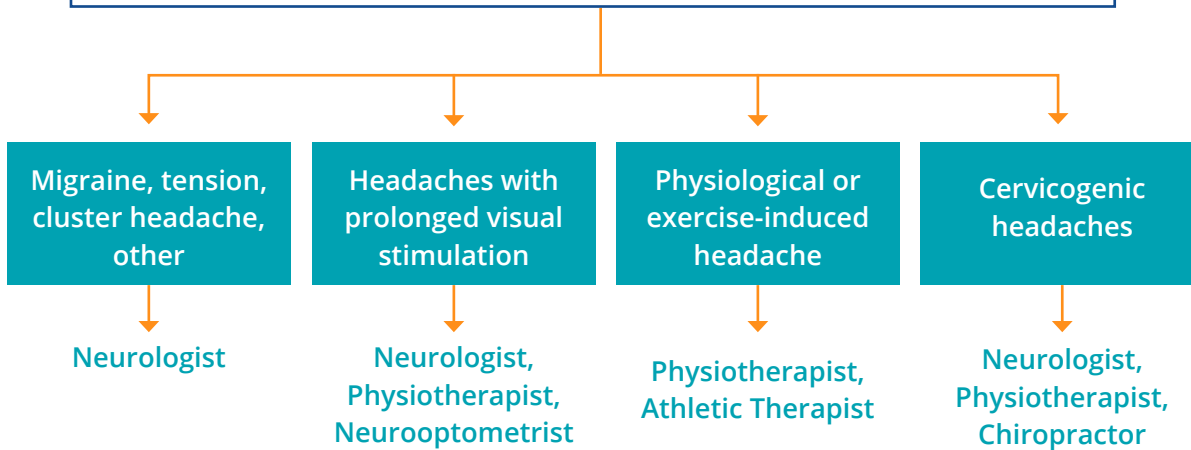 Migraine, tension,
cluster headache,
other
Headaches with
prolonged visual
stimulation
Physiological or
exercise-induced
headache
Cervicogenic
headaches
Neurologist
Neurologist,
Physiotherapist,
Neurooptometrist
Physiotherapist,
Athletic Therapist
Neurologist,
Physiotherapist,
Chiropractor